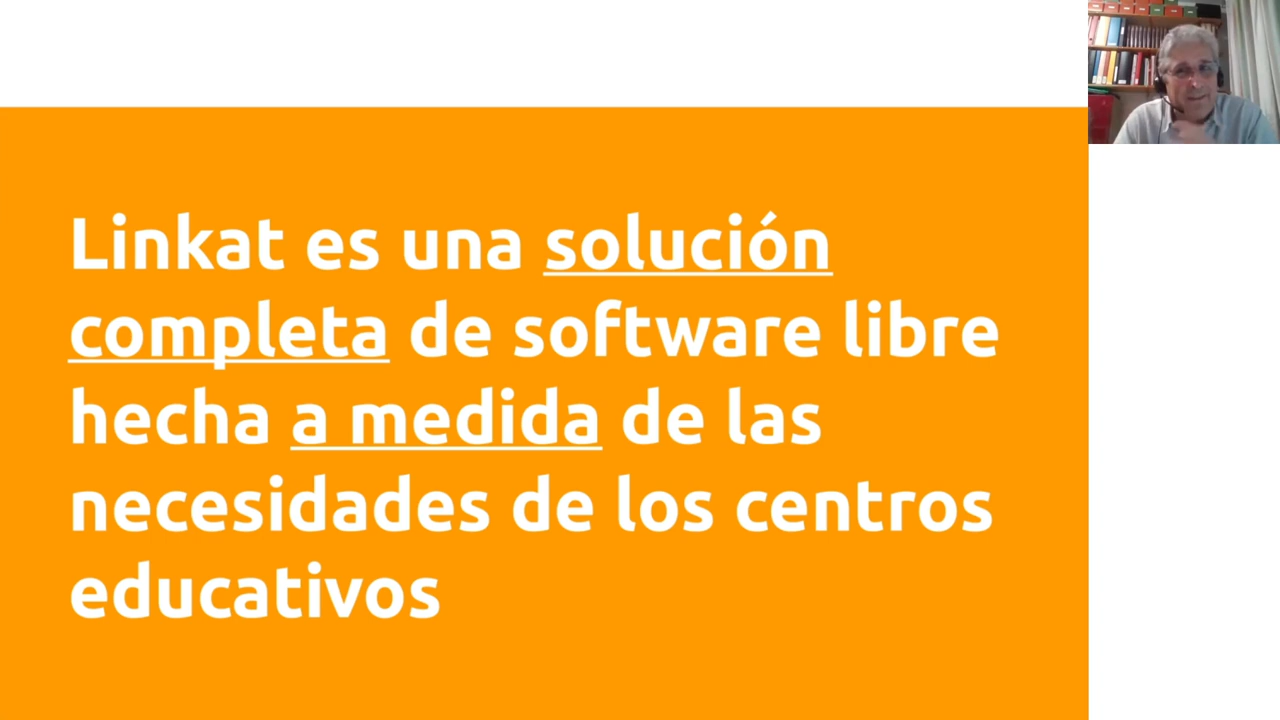 Linkat es una solución
completa de software libre
hecha a medida de las
necesidades de los centros
educativos